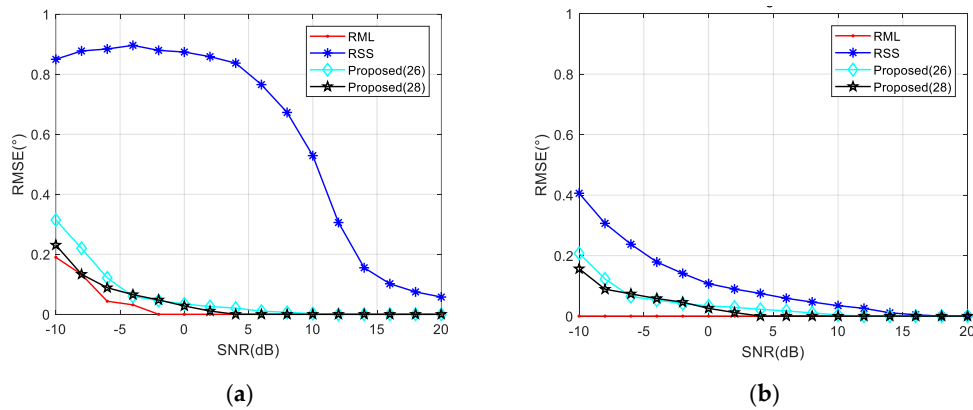 1
0.8
0.6
0.4
0.2
0
RMSE(°)
-10
-5
0
5
10
15
20
SNR(dB)
RML
RSS
Proposed(26)
Proposed(28)
(a)
1
0.8
0.6
0.4
0.2
0
RMSE(°)
-10
-5
0
5
10
15
20
SNR(dB)
RML
RSS
Proposed(26)
Proposed(28)
(b)